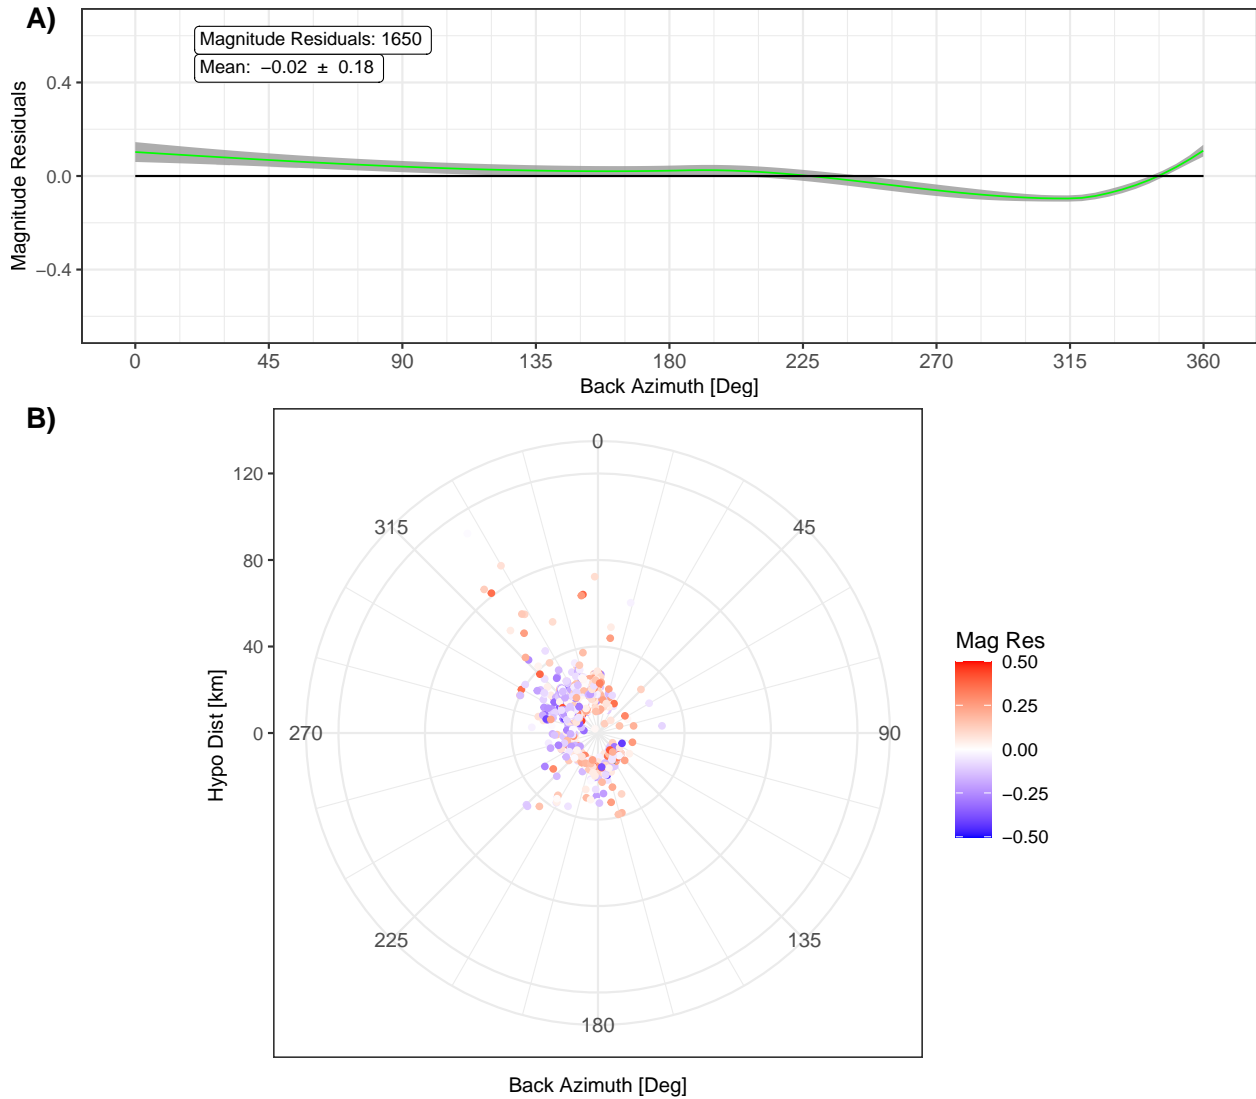 A)
Magnitude Residuals: 1650
Mean: −0.02 ± 0.18
Magnitude Residuals
0.4
0.0
−0.4
0 45 90 135 180 225 270 315 360
Back Azimuth [Deg]
B)
Hypo Dist [km]
120
80
40
0
0
45
90
135
180
225
270
315
Back Azimuth [Deg]
Mag Res
0.50
0.25
0.00
−0.25
−0.50